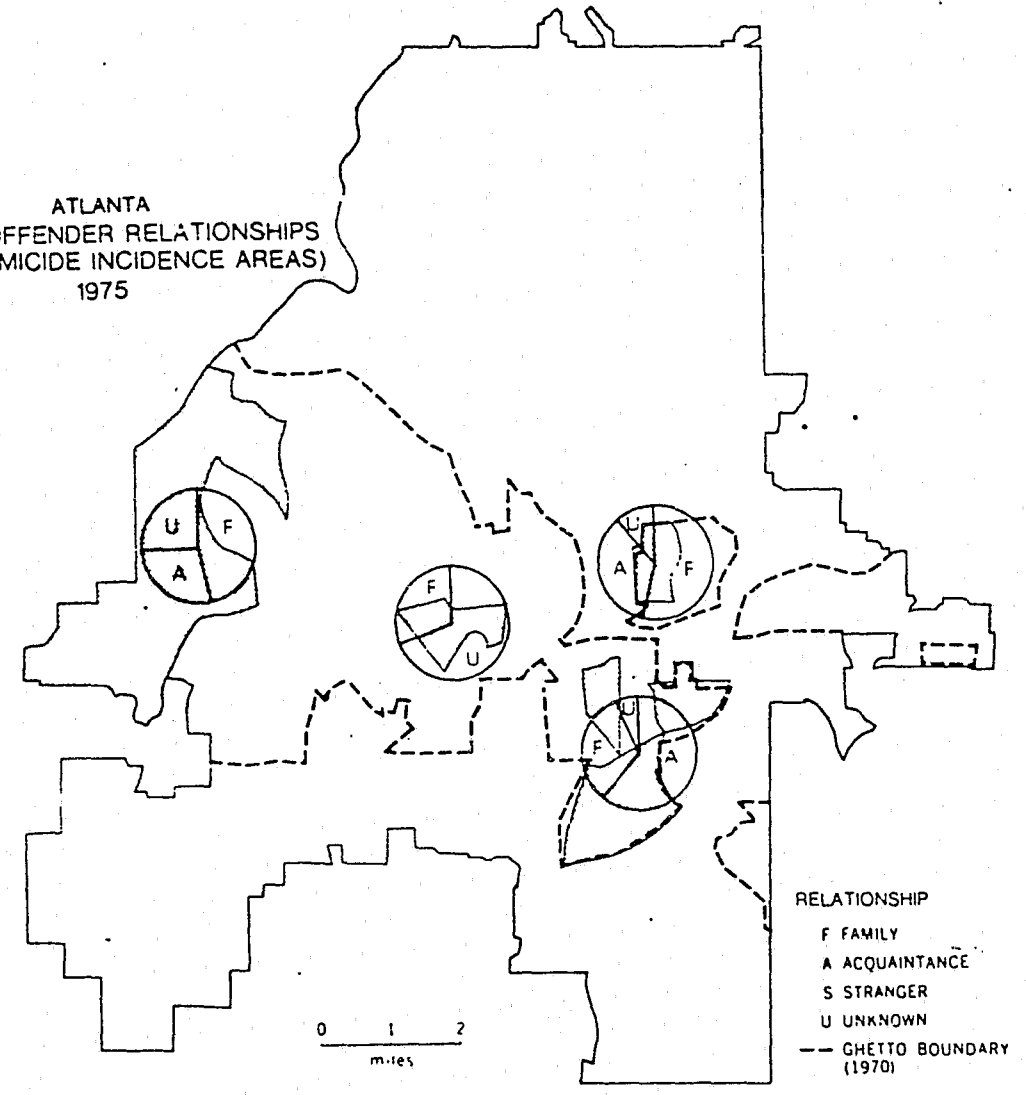 ATLANTA
OFFENDER RELATIONSHIPS
MICIDE INCIDENCE AREAS)
1975
U
F
A
F
U
U
A
F
U
F
A
0 1 2
miles
RELATIONSHIP
F FAMILY
A ACQUAINTANCE
S STRANGER
U UNKNOWN
GHETTO BOUNDARY
(1970)